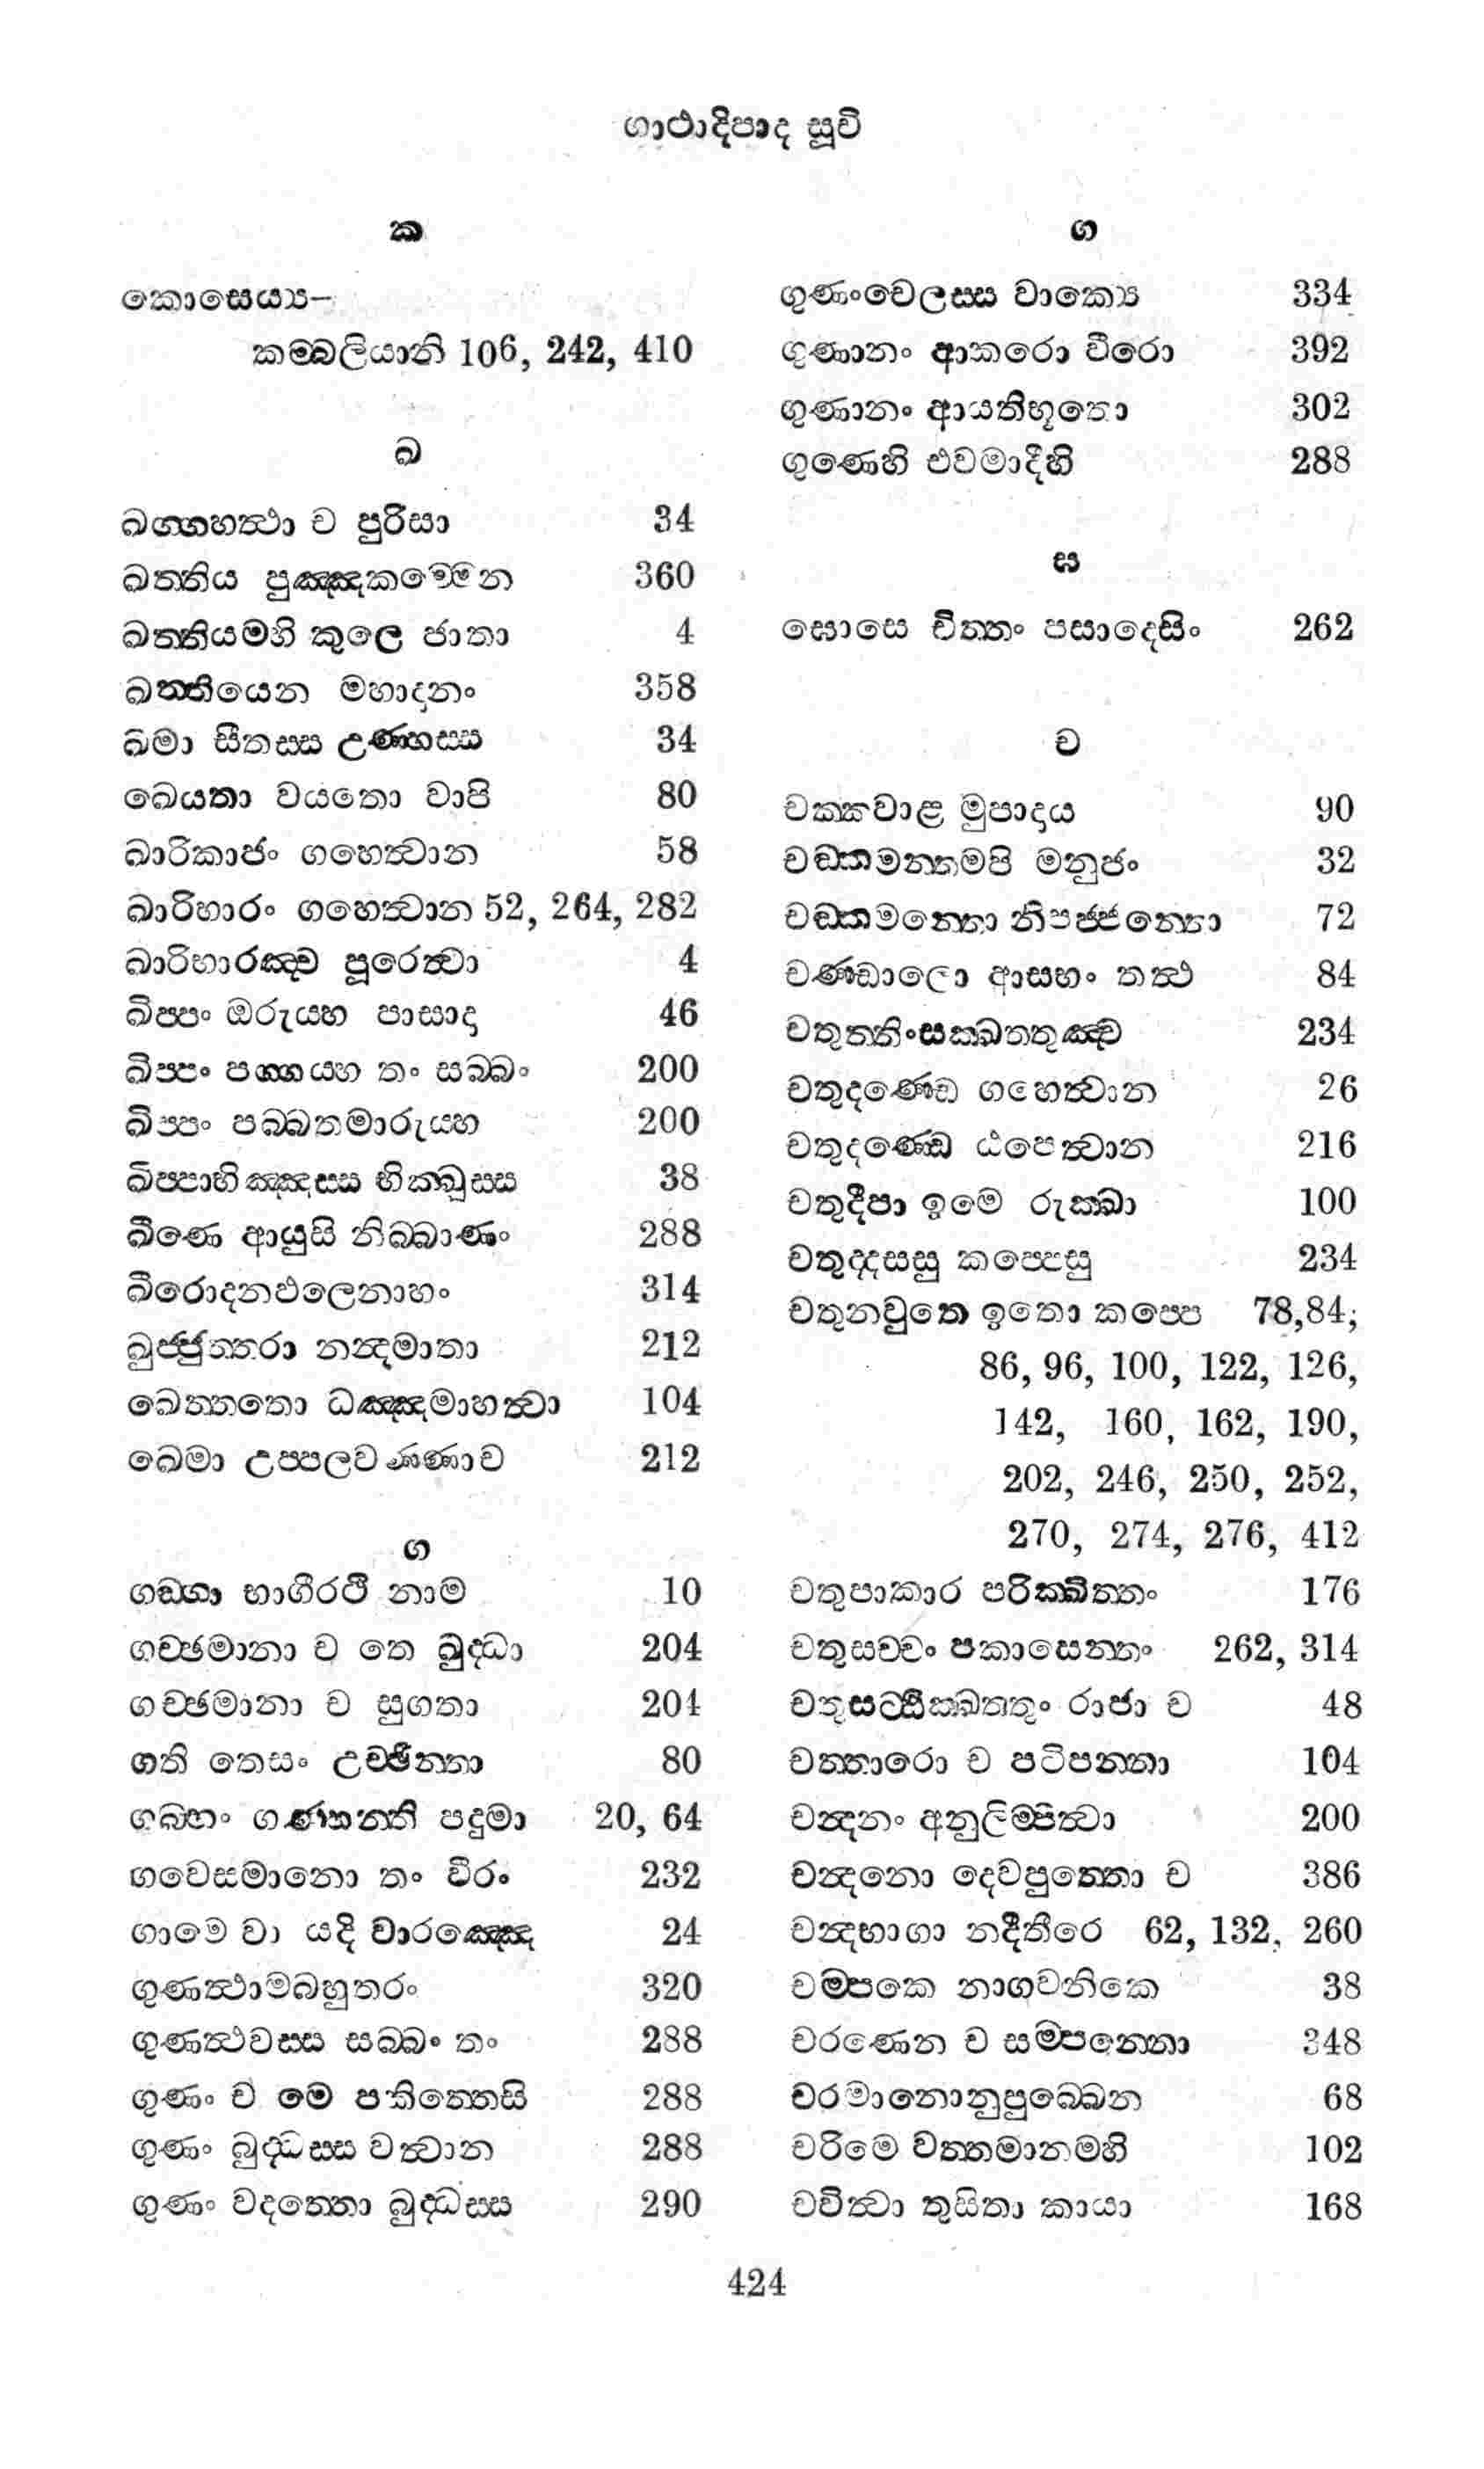 ගාථාදිපාද සූචි
ක
කොසෙය්‍ය–
කම්බලියානි 106, 242, 410
ඛ
ඛග්ගහත්ථා ච පුරිසා 34
ඛත්තිය පුඤ්ඤකම්මෙන 360
ඛත්තියම්හි කුලෙ ජාතා 4
ඛත්තියෙන මහාදානං 358
ඛමා සීතස්ස උණ්හස්ස 34
ඛෙයතා වයතො වාපි 80
ඛාරිකාජං ගහෙත්වාන 58
ඛාරිභාරං ගහෙත්වාන 52, 264, 282
ඛාරිභාරඤ්ච පූරෙත්වා 4
ඛිප්පං ඔරුය්හ පාසාදා 46
ඛිප්පං පග්ගය්හ තං සබ්බං 200
ඛිප්පං පබ්බතමාරුය්හ 200
ඛිප්පාභිඤ්ඤස්ස භික්ඛුස්ස 38
ඛීණෙ ආයුසි නිබ්බාණං 288
ඛීරොදනඵලෙනාහං 314
ඛුජ්ජුත්තරා නන්දමාතා 212
ඛෙත්තතො ධඤ්ඤමාහත්වා 104
ඛෙමා උප්පලවණ්ණාච 212
ග
ගඞ්ගා භාගීරථී නාම 10
ගච්ඡමානා ච තෙ බුද්ධා 204
ගච්ඡමානා ච සුගතා 204
ගති තෙසං උච්ඡින්නා 80
ගබ්භං ගණ්හන්ති පදුමා 20, 64
ගවෙසමානො තං වීරං 232
ගාමෙ වා යදි වාරඤ්ඤෙ 24
ගුණත්ථාමබහුතරං 320
ගුණත්ථවස්ස සබ්බං තං 288
ගුණං ච මෙ පකිත්තෙසි 288
ගුණං බුද්ධස්ස වත්වාන 288
ගුණං වදත්තො බුද්ධස්ස 290
ග
ගුණංචෙලස්ස වාක්‍යෙ 334
ගුණානං ආකරො වීරො 392
ගුණානං ආයතිභූතො 302
ගුණෙහි එවමාදීහි 288
ඝ
ඝොසෙ චිත්තං පසාදෙසිං 262
ච
චක්කවාළ මුපාදාය 90
චඞ්කමන්තම්පි මනුජං 32
චඞ්කමන්තො නිපජ්ජන්තො 72
චණ්ඩාලො ආසභං තත්ථ 84
චතුත්තිංසක්ඛත්තුඤ්ච 234
චතුදණ්ඩෙ ගහෙත්වාන 26
චතුදණ්ඩෙ ඨපෙත්වාන 216
චතුදීපා ඉමෙ රුක්ඛා 100
චතුද්දසසු කප්පෙසු 234
චතුනවුතෙ ඉතො කප්පෙ 78,84;
86, 96, 100, 122, 126,
142, 160, 162, 190,
202, 246, 250, 252,
270, 274, 276, 412
චතුපාකාර පරික්ඛිත්තං 176
චතුසච්චං පකාසෙන්තං 262, 314
චතුසට්ඨීක්ඛත්තුං රාජා ච 48
චත්තාරො ච පටිපන්නා 104
චන්දනං අනුලිම්පිත්වා 200
චන්දනො දෙවපුත්තො ච 386
චන්දභාගා නදීතීරෙ 62, 132, 260
චම්පකෙ නාගවනිකෙ 38
චරණෙන ච සම්පන්නො 348
චරමානොනුපුබ්බෙන 68
චරිමෙ වත්තමානම්හි 102
චවිත්වා තුසිතා කායා 168
424